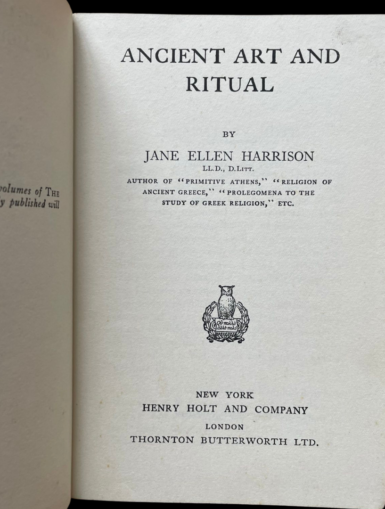 volumes of THE
y published will
ANCIENT ART AND
RITUAL
BY
JANE ELLEN HARRISON
LL.D., D.LITT.
AUTHOR OF "PRIMITIVE ATHENS," "RELIGION OF
ANCIENT GREECE," "PROLEGOMENA TO THE
STUDY OF GREEK RELIGION," ETC.
NEW YORK
HENRY HOLT AND COMPANY
LONDON
THORNTON BUTTERWORTH LTD.